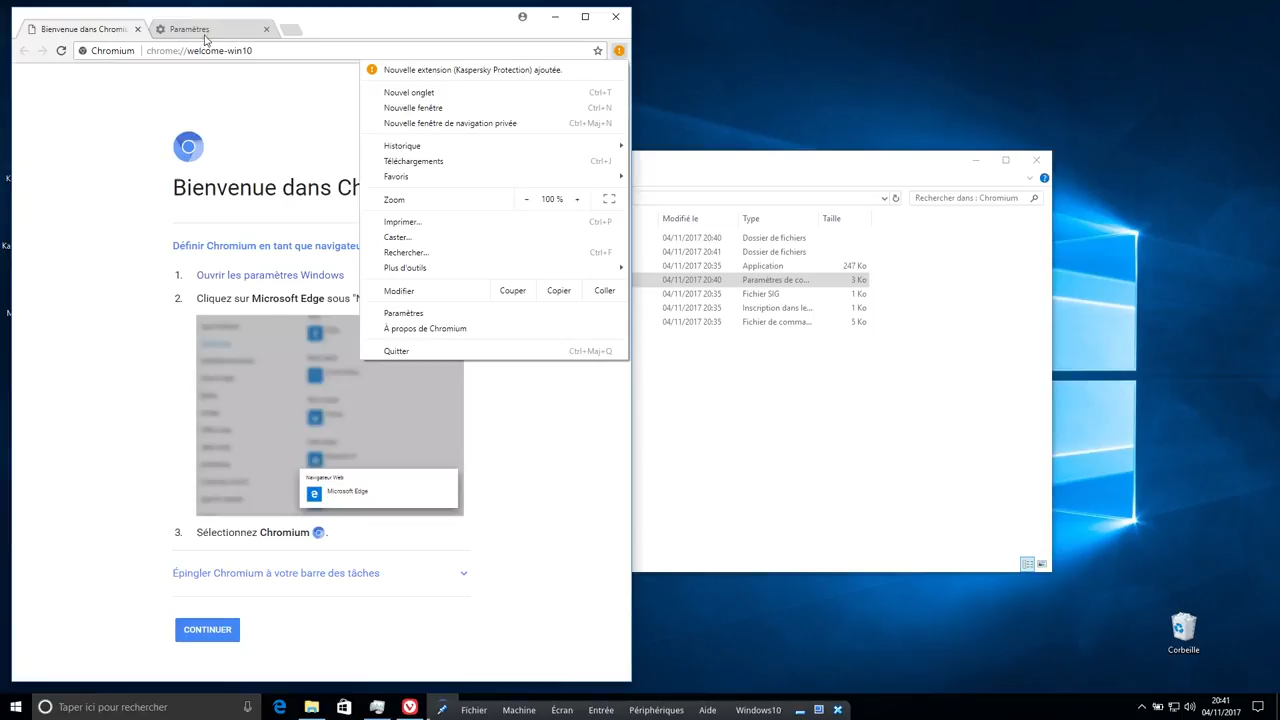 Bienvenue dans Chromiu
Paramètres
Chromium
chrome://welcome-win10
Nouvelle extension (Kaspersky Protection) ajoutée.
Nouvel onglet Ctrl+T
Nouvelle fenêtre Ctrl+N
Nouvelle fenêtre de navigation privée Ctrl+Maj+N
Historique
Téléchargements Ctrl+J
Favoris
Zoom - 100 % +
Imprimer... Ctrl+P
Caster...
Rechercher... Ctrl+F
Plus d'outils
Modifier Couper Copier Coller
Paramètres
À propos de Chromium
Quitter Ctrl+Maj+Q
Bienvenue dans Ch
Définir Chromium en tant que navigateu
1. Ouvrir les paramètres Windows
2. Cliquez sur Microsoft Edge sous "N
Navigateur Web
Microsoft Edge
3. Sélectionnez Chromium .
Épingler Chromium à votre barre des tâches
CONTINUER
Rechercher dans : Chromium
Modifié le Type Taille
04/11/2017 20:40 Dossier de fichiers
04/11/2017 20:41 Dossier de fichiers
04/11/2017 20:35 Application 247 Ko
04/11/2017 20:40 Paramètres de co... 3 Ko
04/11/2017 20:35 Fichier SIG 1 Ko
04/11/2017 20:35 Inscription dans le... 1 Ko
04/11/2017 20:35 Fichier de comma... 5 Ko
Corbeille
Taper ici pour rechercher
Fichier Machine Écran Entrée Périphériques Aide Windows10
20:41
04/11/2017